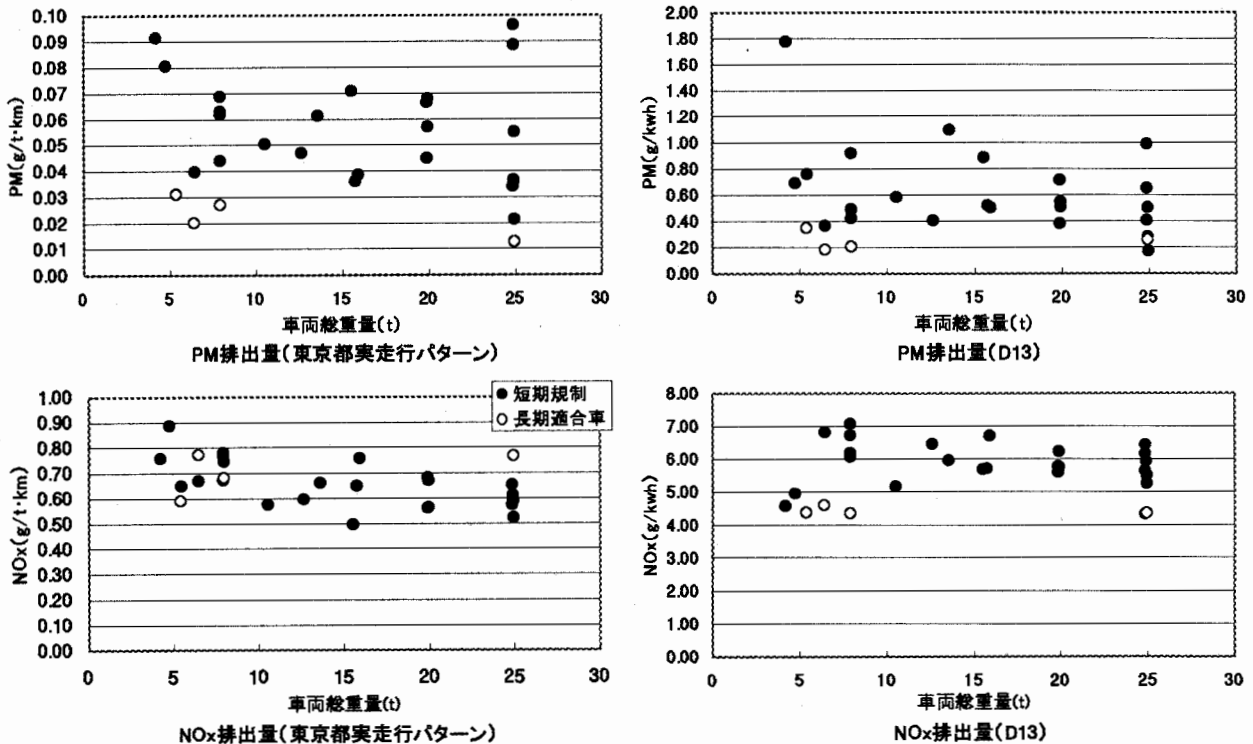 PM(g/t·km)
0.10
0.09
0.08
0.07
0.06
0.05
0.04
0.03
0.02
0.01
0.00
0 5 10 15 20 25 30
車両総重量(t)
PM排出量(東京都実走行パターン)
PM(g/kwh)
2.00
1.80
1.60
1.40
1.20
1.00
0.80
0.60
0.40
0.20
0.00
0 5 10 15 20 25 30
車両総重量(t)
PM排出量(D13)
NOx(g/t·km)
1.00
0.90
0.80
0.70
0.60
0.50
0.40
0.30
0.20
0.10
0.00
0 5 10 15 20 25 30
車両総重量(t)
NOx排出量(東京都実走行パターン)
●短期規制
○長期適合車
NOx(g/kwh)
8.00
7.00
6.00
5.00
4.00
3.00
2.00
1.00
0.00
0 5 10 15 20 25 30
車両総重量(t)
NOx排出量(D13)